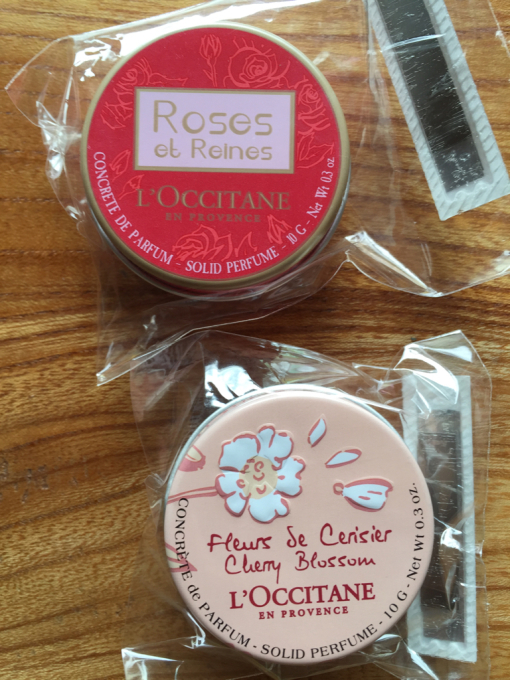 Roses
et Reines
L'OCCITANE
EN PROVENCE
CONCRETE DE PARFUM - SOLID PERFUME - 10 G - Net Wt 0.3 oz.
Fleurs de Cerisier
Cherry Blossom
L'OCCITANE
EN PROVENCE
CONCRÈTE de PARFUM - SOLID PERFUME - 10 G - Net Wt 0.3 oz.